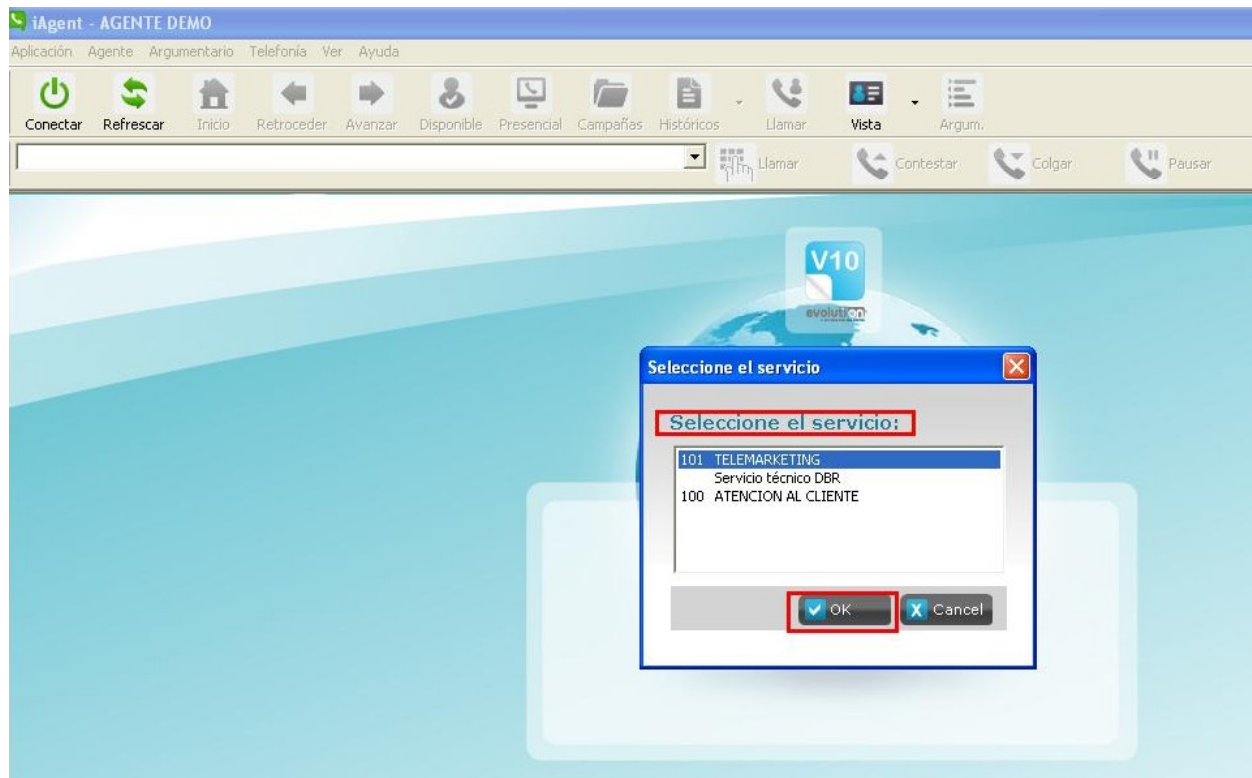 iAgent - AGENTE DEMO
Aplicación Agente Argumentario Telefonía Ver Ayuda
Conectar Refrescar Inicio Retroceder Avanzar Disponible Presencial Campañas Históricos Llamar Vista Argum.
Llamar Contestar Colgar Pausar
V10
evolution
Seleccione el servicio
Seleccione el servicio:
101 TELEMARKETING
Servicio técnico DBR
100 ATENCION AL CLIENTE
OK X Cancel